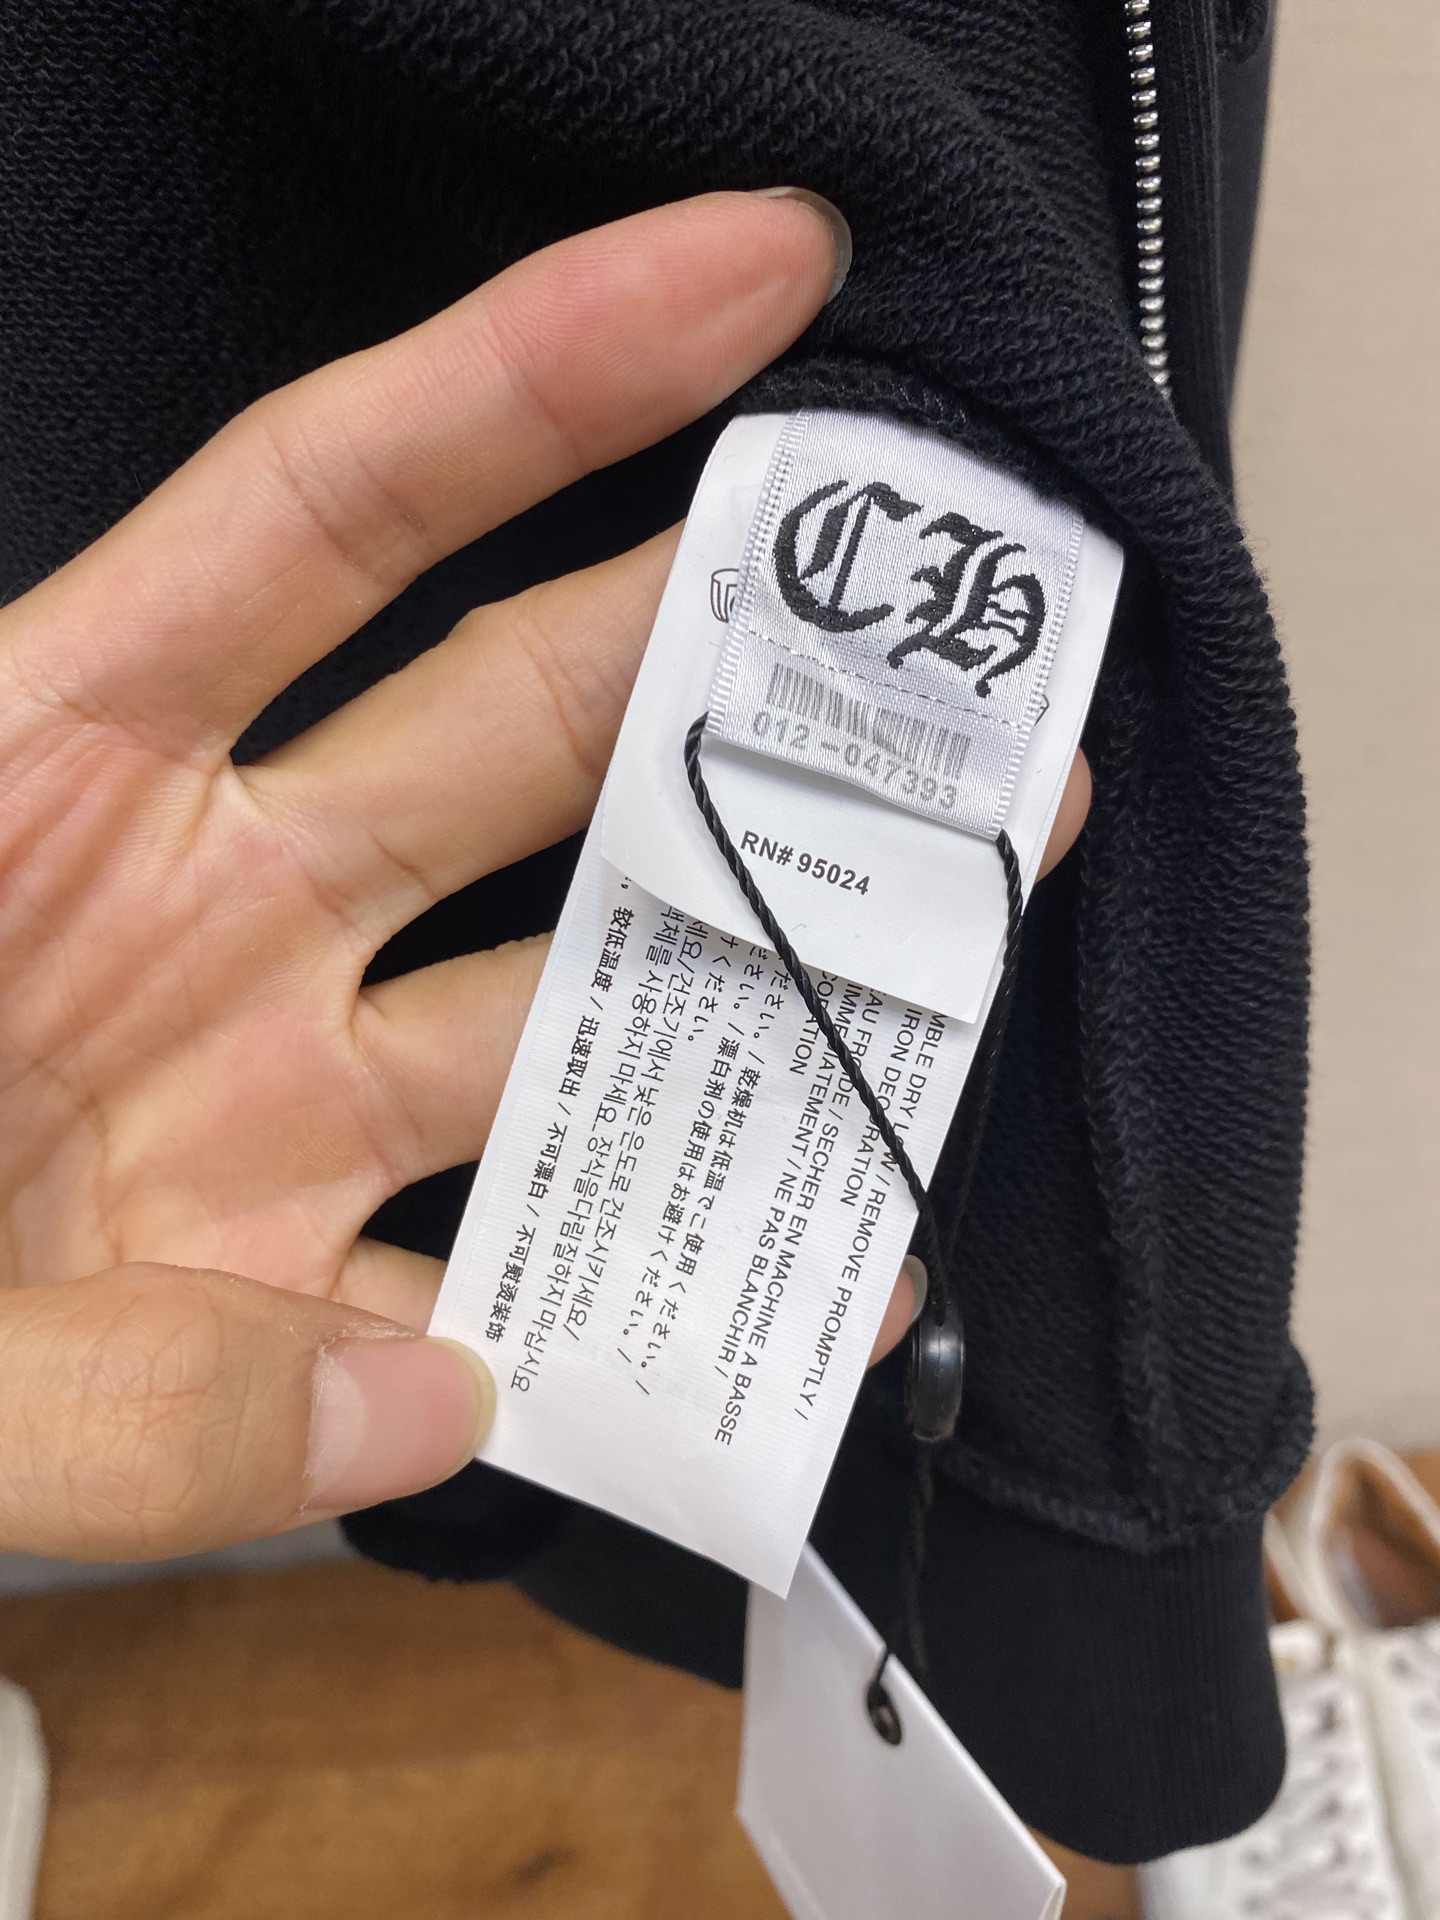 CH
012-047393
RN# 95024
MBLE DRY LOW / REMOVE PROMPTLY /
IRON DECORATION
EAU FROIDE / SECHER EN MACHINE A BASSE
IMMEDIATEMENT / NE PAS BLANCHIR /
CORATION
ださい。/ 乾燥机は低温でご使用ください。/
ださい。/ 漂白剤の使用はお避けください。/
けください。
세요/건조기에서 낮은 온도로 건조시키세요/
백제를 사용하지 마세요. 장식을 다림질하지 마십시요
较低温度 / 迅速取出 / 不可漂白 / 不可熨烫装饰